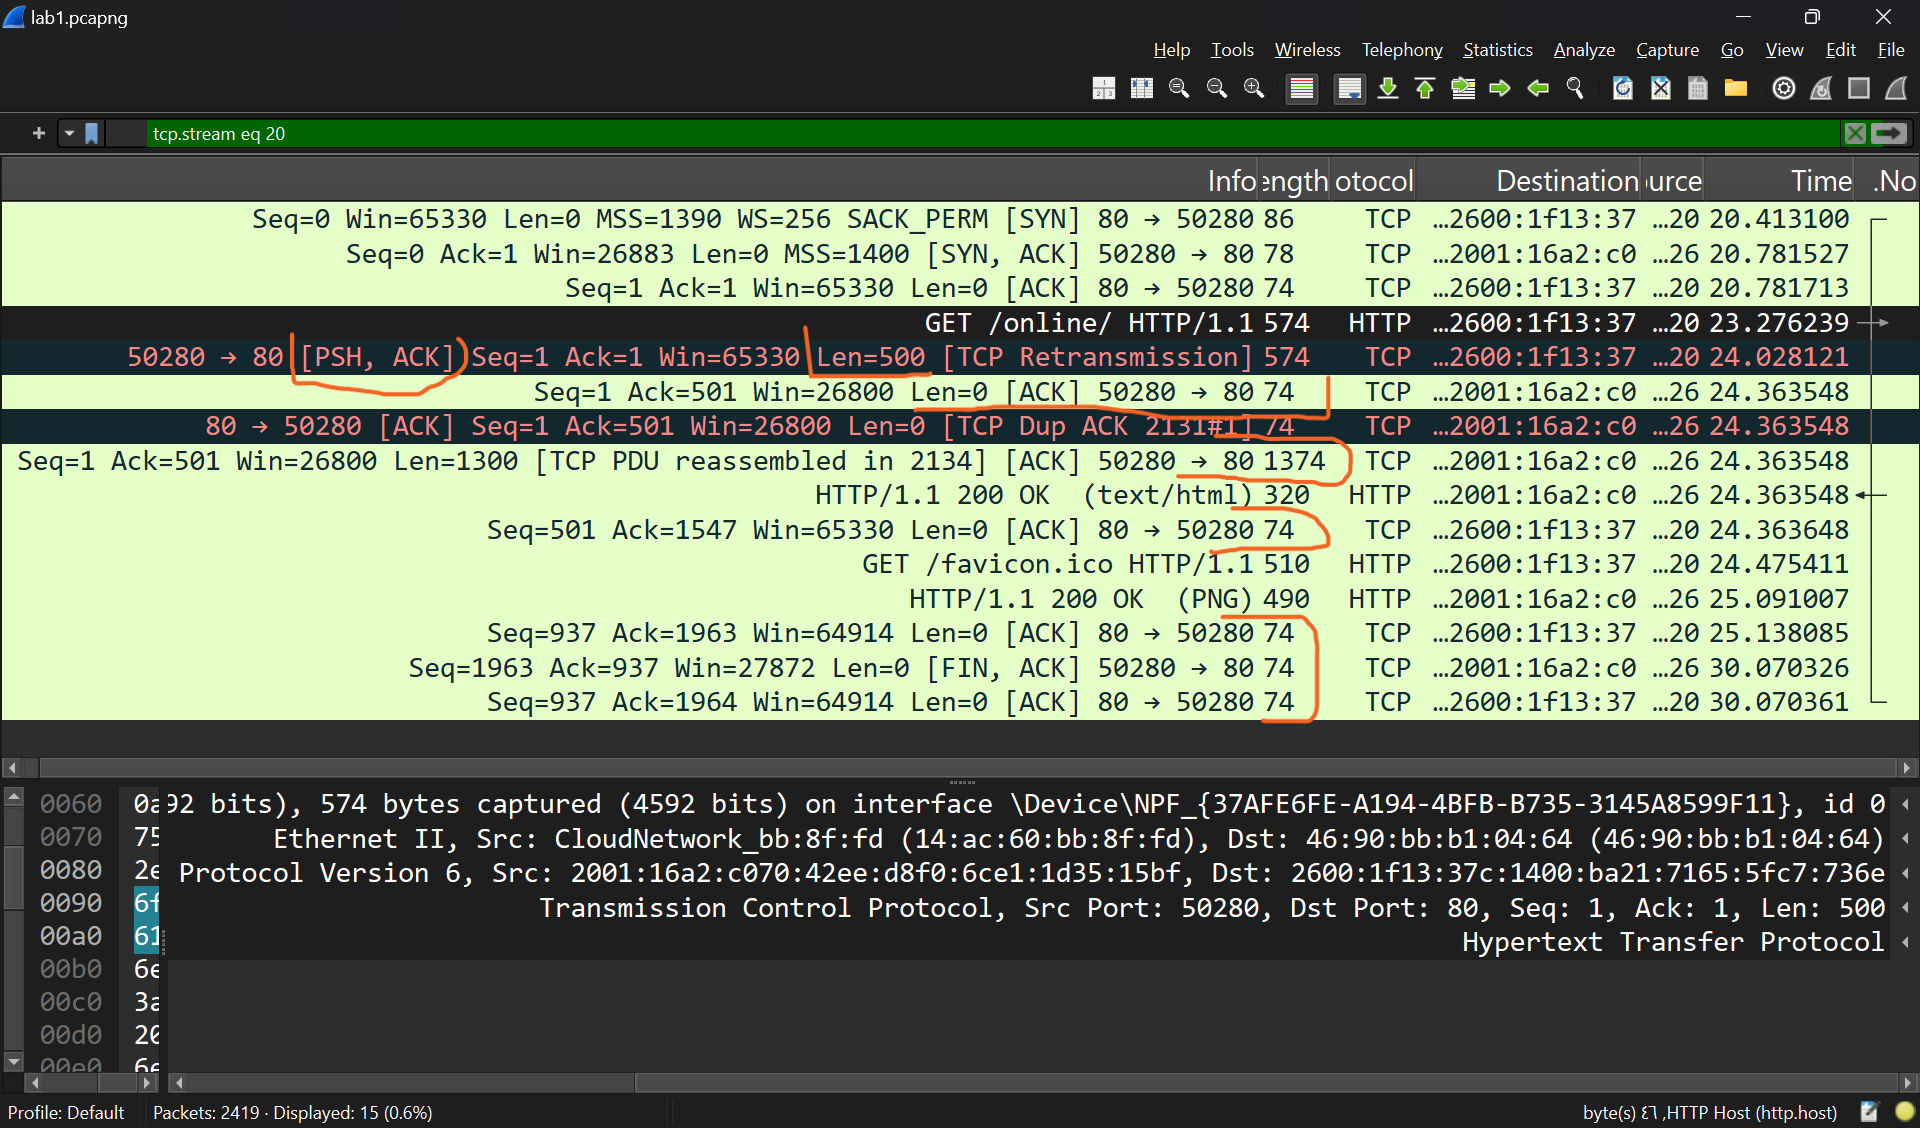 lab1.pcapng
Help Tools Wireless Telephony Statistics Analyze Capture Go View Edit File
tcp.stream eq 20
Info ength otocol Destination urce Time .No
Seq=0 Win=65330 Len=0 MSS=1390 WS=256 SACK_PERM [SYN] 80 → 50280 86 TCP …2600:1f13:37 …20 20.413100
Seq=0 Ack=1 Win=26883 Len=0 MSS=1400 [SYN, ACK] 50280 → 80 78 TCP …2001:16a2:c0 …26 20.781527
Seq=1 Ack=1 Win=65330 Len=0 [ACK] 80 → 50280 74 TCP …2600:1f13:37 …20 20.781713
GET /online/ HTTP/1.1 574 HTTP …2600:1f13:37 …20 23.276239
50280 → 80 [PSH, ACK] Seq=1 Ack=1 Win=65330 Len=500 [TCP Retransmission] 574 TCP …2600:1f13:37 …20 24.028121
Seq=1 Ack=501 Win=26800 Len=0 [ACK] 50280 → 80 74 TCP …2001:16a2:c0 …26 24.363548
80 → 50280 [ACK] Seq=1 Ack=501 Win=26800 Len=0 [TCP Dup ACK 2131#1] 74 TCP …2001:16a2:c0 …26 24.363548
Seq=1 Ack=501 Win=26800 Len=1300 [TCP PDU reassembled in 2134] [ACK] 50280 → 80 1374 TCP …2001:16a2:c0 …26 24.363548
HTTP/1.1 200 OK (text/html) 320 HTTP …2001:16a2:c0 …26 24.363548
Seq=501 Ack=1547 Win=65330 Len=0 [ACK] 80 → 50280 74 TCP …2600:1f13:37 …20 24.363648
GET /favicon.ico HTTP/1.1 510 HTTP …2600:1f13:37 …20 24.475411
HTTP/1.1 200 OK (PNG) 490 HTTP …2001:16a2:c0 …26 25.091007
Seq=937 Ack=1963 Win=64914 Len=0 [ACK] 80 → 50280 74 TCP …2600:1f13:37 …20 25.138085
Seq=1963 Ack=937 Win=27872 Len=0 [FIN, ACK] 50280 → 80 74 TCP …2001:16a2:c0 …26 30.070326
Seq=937 Ack=1964 Win=64914 Len=0 [ACK] 80 → 50280 74 TCP …2600:1f13:37 …20 30.070361
0060 0a 92 bits), 574 bytes captured (4592 bits) on interface \Device\NPF_{37AFE6FE-A194-4BFB-B735-3145A8599F11}, id 0
0070 75 Ethernet II, Src: CloudNetwork_bb:8f:fd (14:ac:60:bb:8f:fd), Dst: 46:90:bb:b1:04:64 (46:90:bb:b1:04:64)
0080 2e Protocol Version 6, Src: 2001:16a2:c070:42ee:d8f0:6ce1:1d35:15bf, Dst: 2600:1f13:37c:1400:ba21:7165:5fc7:736e
0090 6f Transmission Control Protocol, Src Port: 50280, Dst Port: 80, Seq: 1, Ack: 1, Len: 500
00a0 61 Hypertext Transfer Protocol
00b0 6e
00c0 3a
00d0 20
00e0 6e
Profile: Default Packets: 2419 · Displayed: 15 (0.6%) byte(s) ٤٦ ,HTTP Host (http.host)